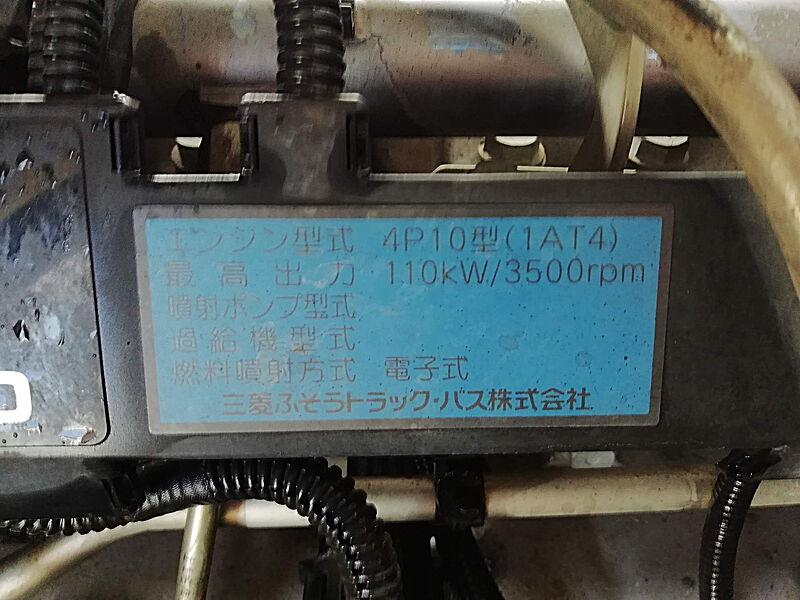 エンジン型式 4P10型(1AT4)
最高出力 110kW/3500rpm
噴射ポンプ型式
過給機型式
燃料噴射方式 電子式
三菱ふそうトラック・バス株式会社